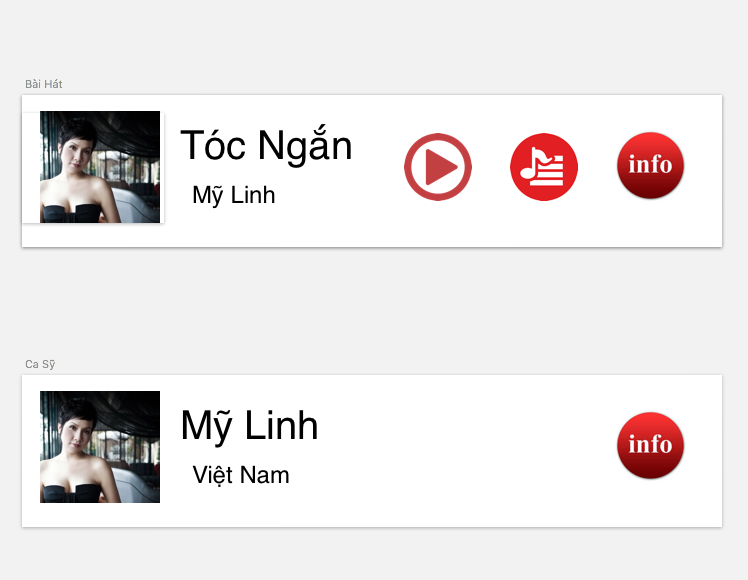 Bài Hát
Tóc Ngắn
Mỹ Linh
info
Ca Sỹ
Mỹ Linh
Việt Nam
info